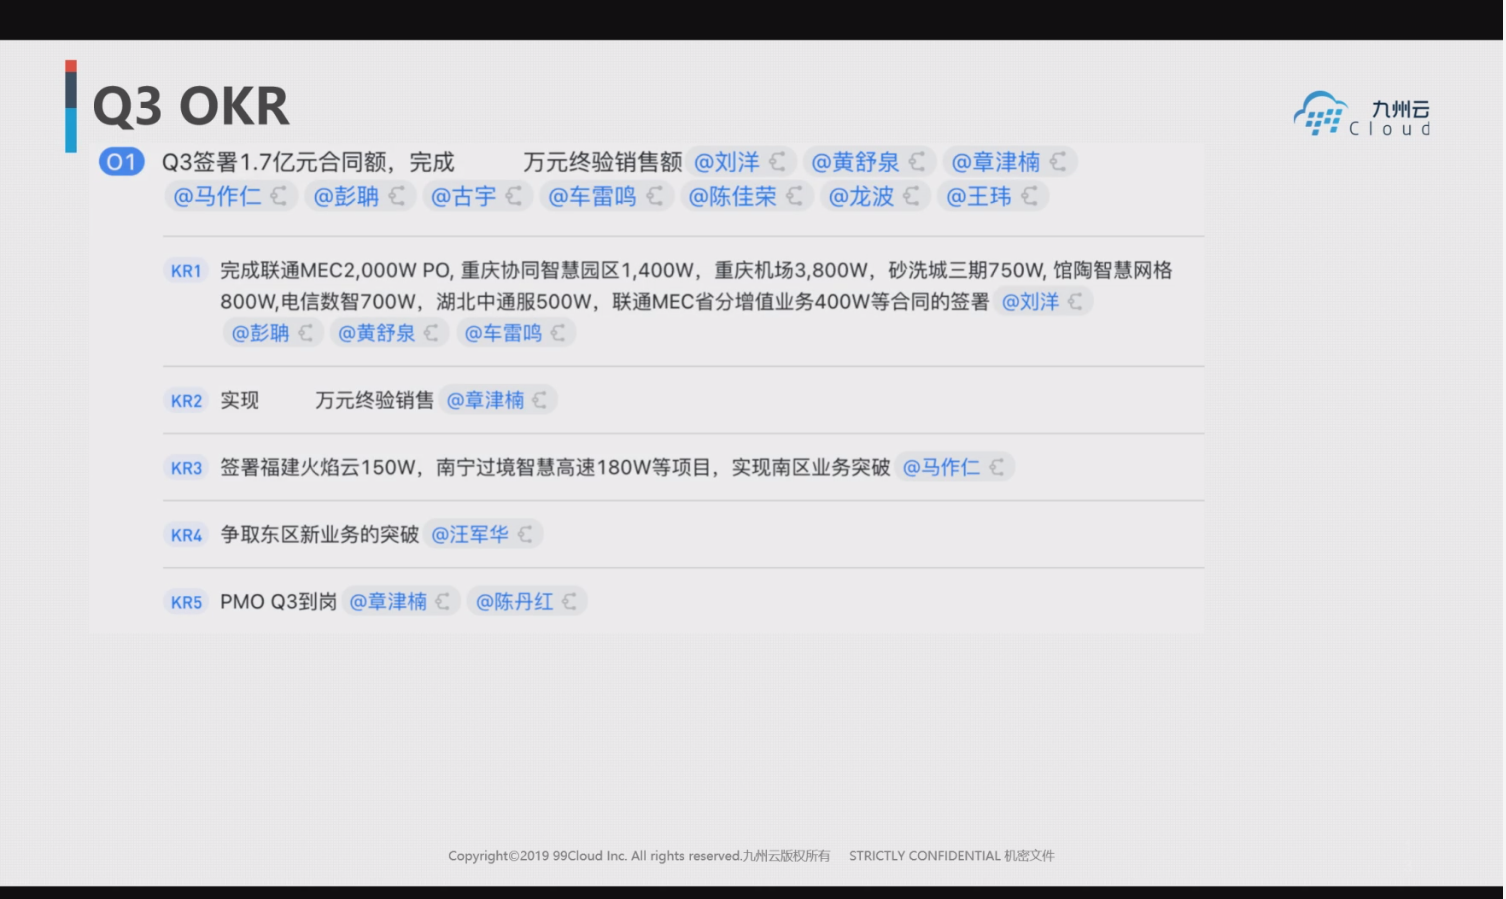 Q3 OKR
九州云
Cloud
O1 Q3签署1.7亿元合同额，完成 万元终验销售额 @刘洋 @黄舒泉 @章津楠
@马作仁 @彭聃 @古宇 @车雷鸣 @陈佳荣 @龙波 @王玮
KR1 完成联通MEC2,000W PO, 重庆协同智慧园区1,400W，重庆机场3,800W，砂洗城三期750W, 馆陶智慧网格
800W,电信数智700W，湖北中通服500W，联通MEC省分增值业务400W等合同的签署 @刘洋
@彭聃 @黄舒泉 @车雷鸣
KR2 实现 万元终验销售 @章津楠
KR3 签署福建火焰云150W，南宁过境智慧高速180W等项目，实现南区业务突破 @马作仁
KR4 争取东区新业务的突破 @汪军华
KR5 PMO Q3到岗 @章津楠 @陈丹红
Copyright©2019 99Cloud Inc. All rights reserved.九州云版权所有 STRICTLY CONFIDENTIAL 机密文件